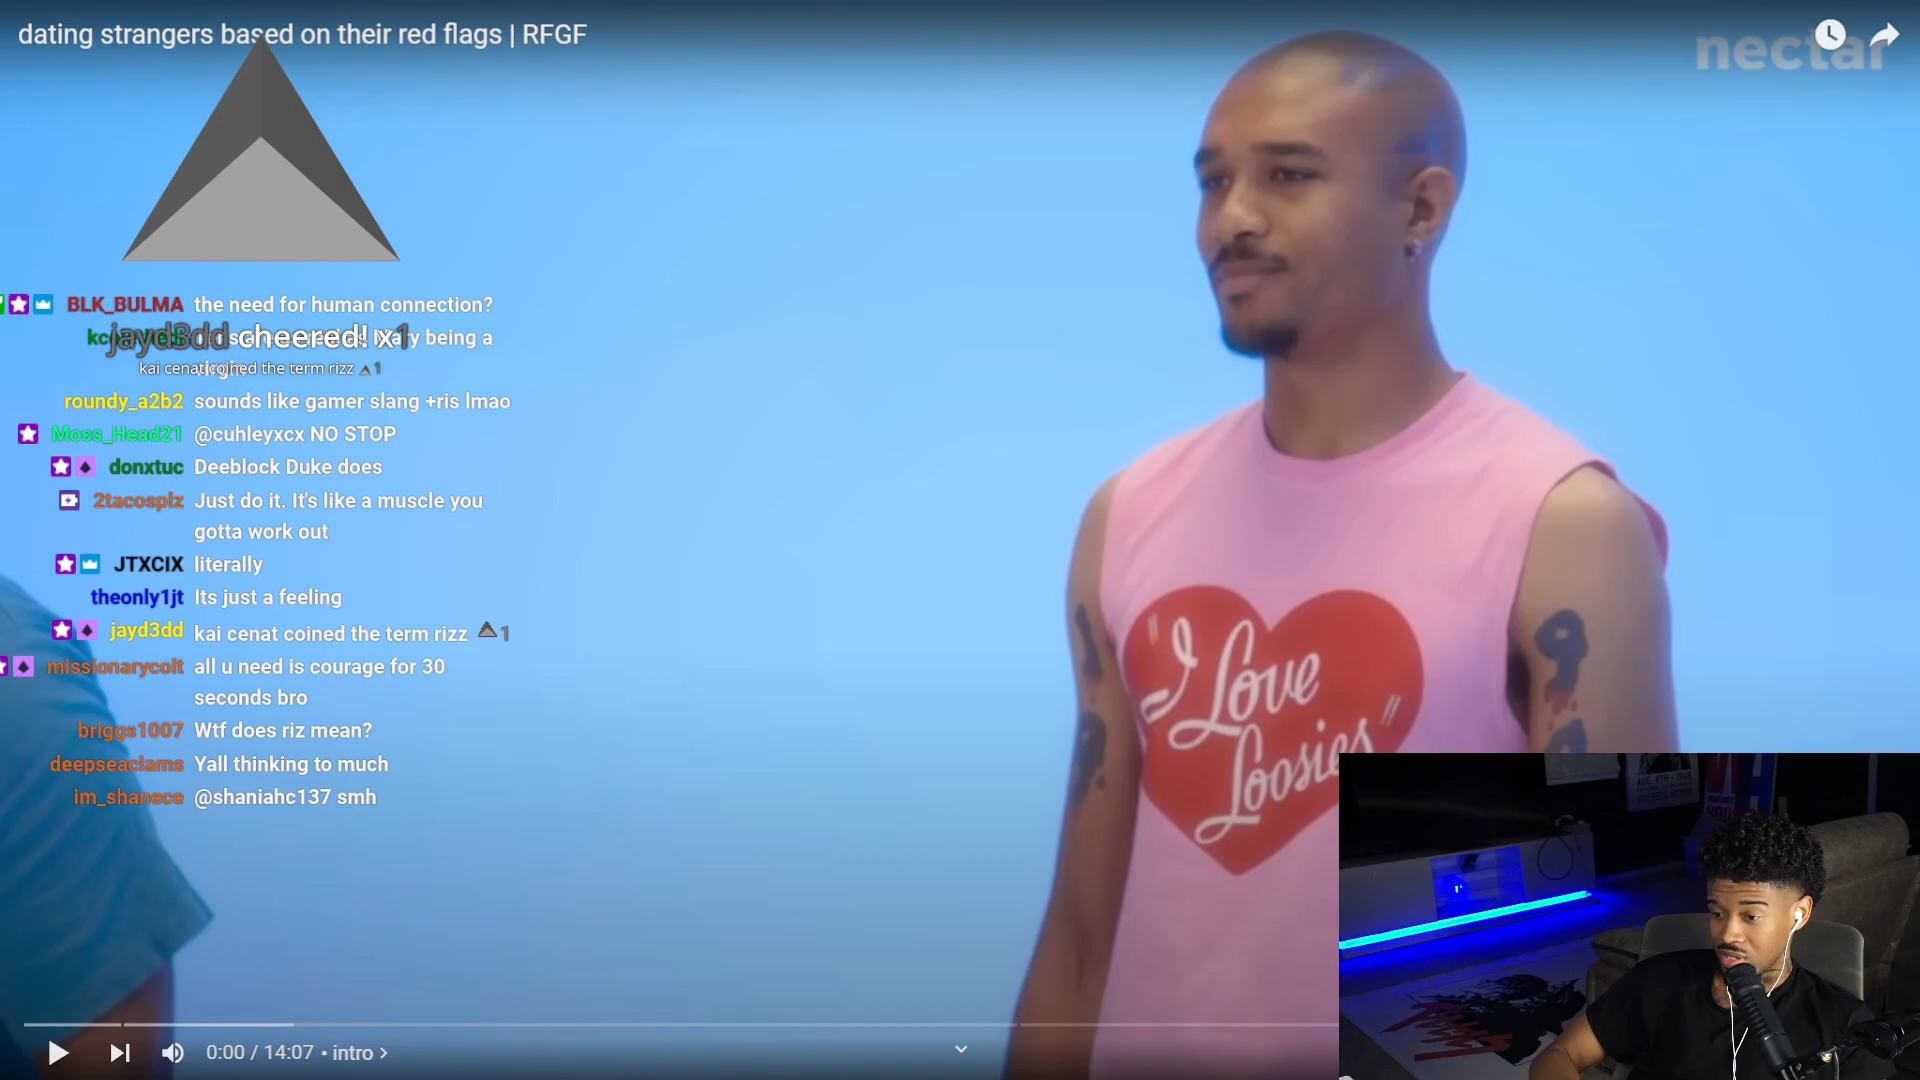 dating strangers based on their red flags | RFGF
nectar
BLK_BULMA the need for human connection?
jayd3dd cheered! x1
y being a
kai cenat coined the term rizz 1
roundy_a2b2 sounds like gamer slang +ris lmao
Moss_Head21 @cuhleyxcx NO STOP
donxtuc Deeblock Duke does
2tacosplz Just do it. It's like a muscle you
gotta work out
JTXCIX literally
theonly1jt Its just a feeling
jayd3dd kai cenat coined the term rizz 1
missionarycolt all u need is courage for 30
seconds bro
briggs1007 Wtf does riz mean?
deepseaclams Yall thinking to much
im_shanece @shaniahc137 smh
"I Love
Loosies"
0:00 / 14:07 • intro >